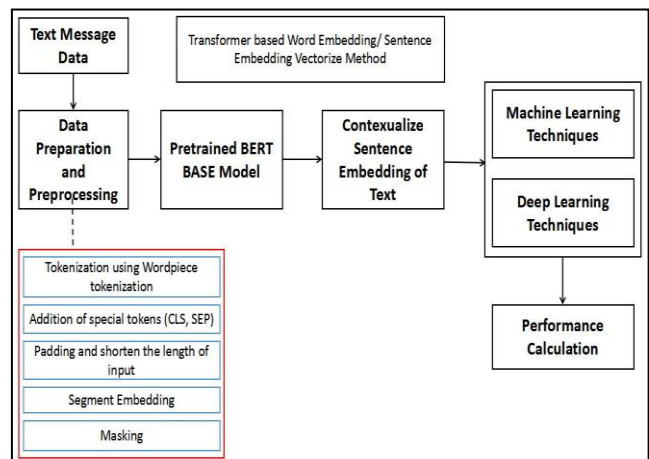 Text Message
Data
Transformer based Word Embedding/ Sentence
Embedding Vectorize Method
Data
Preparation
and
Preprocessing
Pretrained BERT
BASE Model
Contexualize
Sentence
Embedding of
Text
Machine Learning
Techniques
Deep Learning
Techniques
Performance
Calculation
Tokenization using Wordpiece
tokenization
Addition of special tokens (CLS, SEP)
Padding and shorten the length of
input
Segment Embedding
Masking